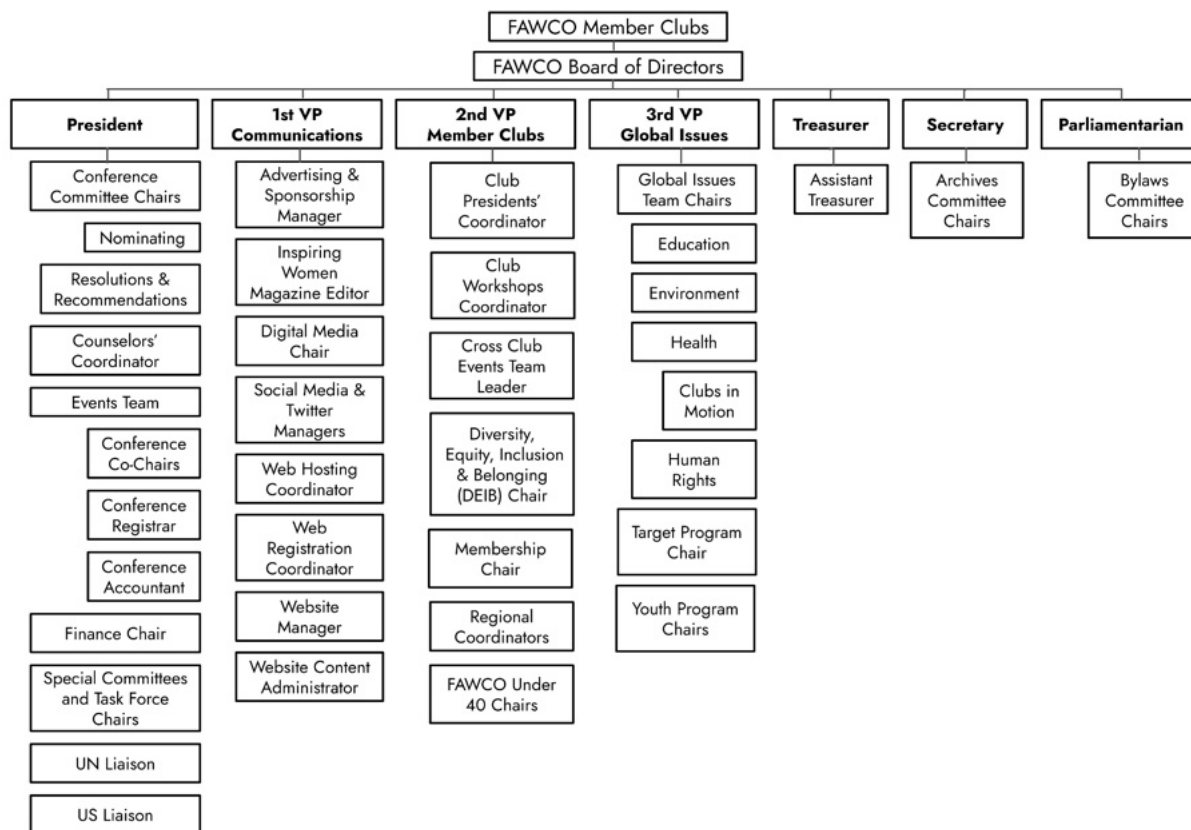 FAWCO Member Clubs
FAWCO Board of Directors
President
Conference
Committee Chairs
Nominating
Resolutions &
Recommendations
Counselors'
Coordinator
Events Team
Conference
Co-Chairs
Conference
Registrar
Conference
Accountant
Finance Chair
Special Committees
and Task Force
Chairs
UN Liaison
US Liaison
1st VP
Communications
Advertising &
Sponsorship
Manager
Inspiring
Women
Magazine Editor
Digital Media
Chair
Social Media &
Twitter
Managers
Web Hosting
Coordinator
Web
Registration
Coordinator
Website
Manager
Website Content
Administrator
2nd VP
Member Clubs
Club
Presidents'
Coordinator
Club
Workshops
Coordinator
Cross Club
Events Team
Leader
Diversity,
Equity, Inclusion
& Belonging
(DEIB) Chair
Membership
Chair
Regional
Coordinators
FAWCO Under
40 Chairs
3rd VP
Global Issues
Global Issues
Team Chairs
Education
Environment
Health
Clubs in
Motion
Human
Rights
Target Program
Chair
Youth Program
Chairs
Treasurer
Assistant
Treasurer
Secretary
Archives
Committee
Chairs
Parliamentarian
Bylaws
Committee
Chairs